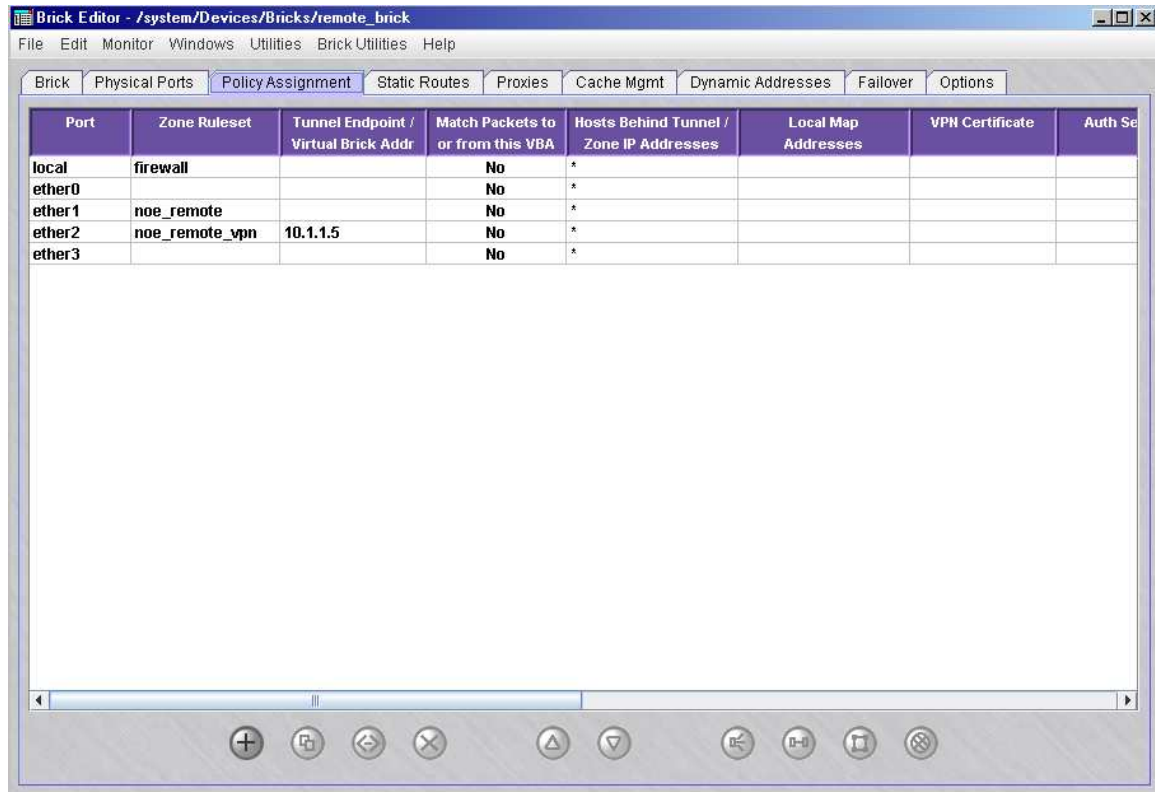 Brick Editor - /system/Devices/Bricks/remote_brick
File Edit Monitor Windows Utilities Brick Utilities Help
Brick Physical Ports Policy Assignment Static Routes Proxies Cache Mgmt Dynamic Addresses Failover Options
Port Zone Ruleset Tunnel Endpoint / Match Packets to Hosts Behind Tunnel / Local Map VPN Certificate Auth Se
Virtual Brick Addr or from this VBA Zone IP Addresses Addresses
local firewall No *
ether0 No *
ether1 noe_remote No *
ether2 noe_remote_vpn 10.1.1.5 No *
ether3 No *